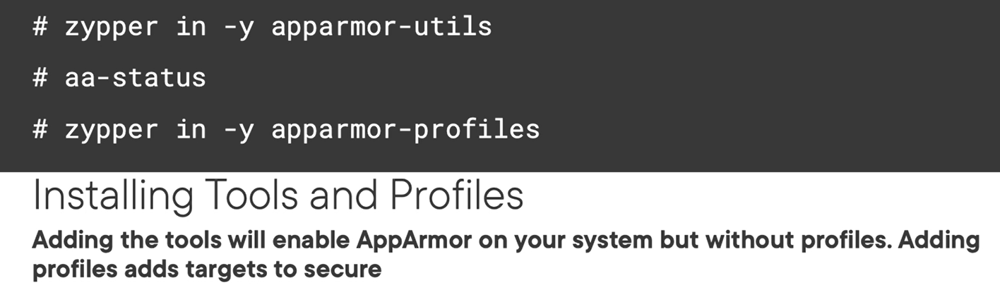 # zypper in -y apparmor-utils
# aa-status
# zypper in -y apparmor-profiles
Installing Tools and Profiles
Adding the tools will enable AppArmor on your system but without profiles. Adding
profiles adds targets to secure